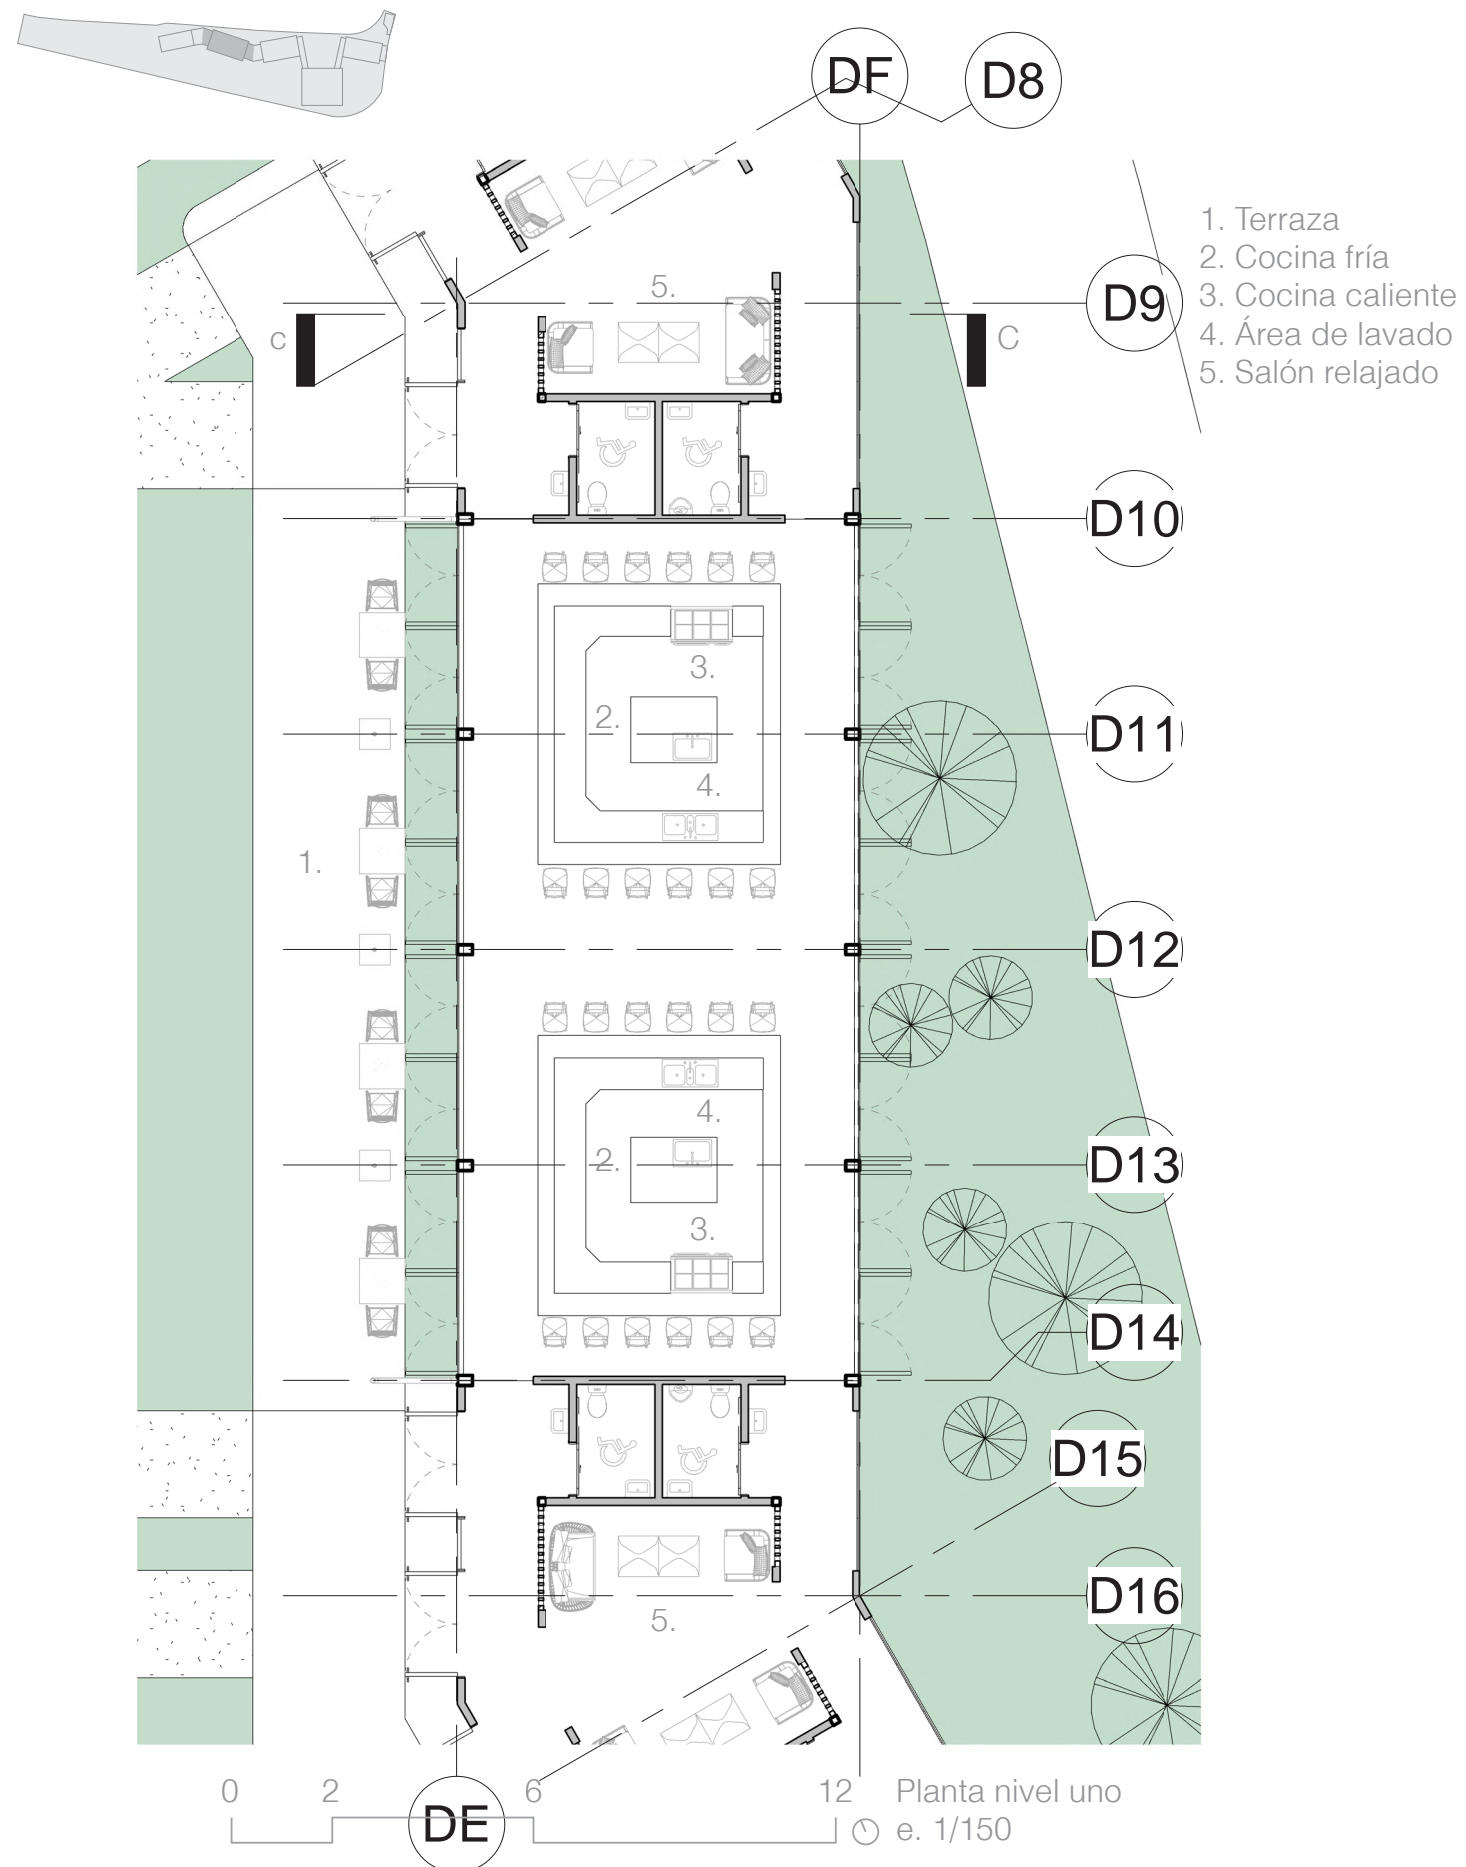 DF
D8
1. Terraza
2. Cocina fría
3. Cocina caliente
4. Área de lavado
5. Salón relajado
5.
D9
c
C
D10
3.
2.
D11
4.
1.
D12
4.
2.
D13
3.
D14
D15
D16
5.
0 2 6 12
Planta nivel uno
DE
e. 1/150